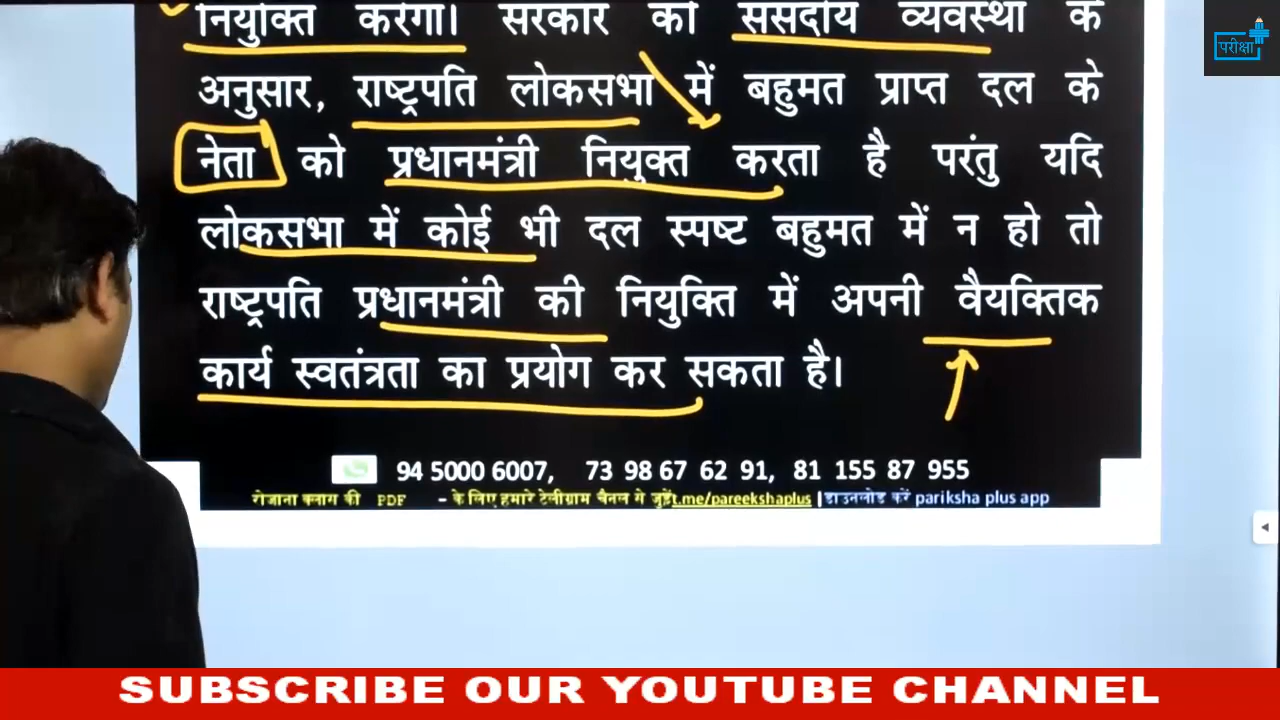 परीक्षा
नियुक्ति करेगा। सरकार की संसदीय व्यवस्था के
अनुसार, राष्ट्रपति लोकसभा में बहुमत प्राप्त दल के
नेता को प्रधानमंत्री नियुक्त करता है परंतु यदि
लोकसभा में कोई भी दल स्पष्ट बहुमत में न हो तो
राष्ट्रपति प्रधानमंत्री की नियुक्ति में अपनी वैयक्तिक
कार्य स्वतंत्रता का प्रयोग कर सकता है।
94 5000 6007, 73 98 67 62 91, 81 155 87 955
रोजाना क्लास की PDF - के लिए हमारे टेलीग्राम चैनल से जुड़ें t.me/pareekshaplus | डाउनलोड करें pariksha plus app
SUBSCRIBE OUR YOUTUBE CHANNEL